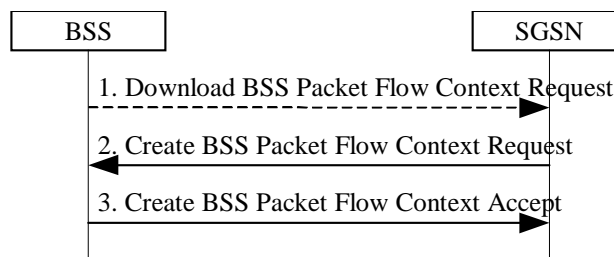 BSS
SGSN
1. Download BSS Packet Flow Context Request
2. Create BSS Packet Flow Context Request
3. Create BSS Packet Flow Context Accept